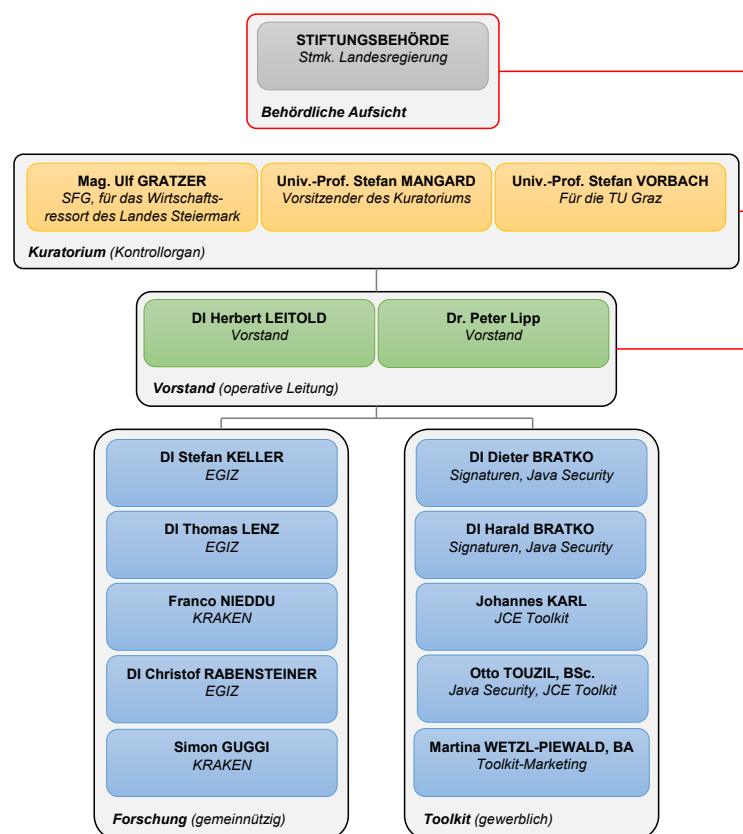 STIFTUNGSBEHÖRDE
Stmk. Landesregierung
Behördliche Aufsicht
Mag. Ulf GRATZER
SFG, für das Wirtschafts-
ressort des Landes Steiermark
Univ.-Prof. Stefan MANGARD
Vorsitzender des Kuratoriums
Univ.-Prof. Stefan VORBACH
Für die TU Graz
Kuratorium (Kontrollorgan)
DI Herbert LEITOLD
Vorstand
Dr. Peter Lipp
Vorstand
Vorstand (operative Leitung)
DI Stefan KELLER
EGIZ
DI Thomas LENZ
EGIZ
Franco NIEDDU
KRAKEN
DI Christof RABENSTEINER
EGIZ
Simon GUGGI
KRAKEN
Forschung (gemeinnützig)
DI Dieter BRATKO
Signaturen, Java Security
DI Harald BRATKO
Signaturen, Java Security
Johannes KARL
JCE Toolkit
Otto TOUZIL, BSc.
Java Security, JCE Toolkit
Martina WETZL-PIEWALD, BA
Toolkit-Marketing
Toolkit (gewerblich)